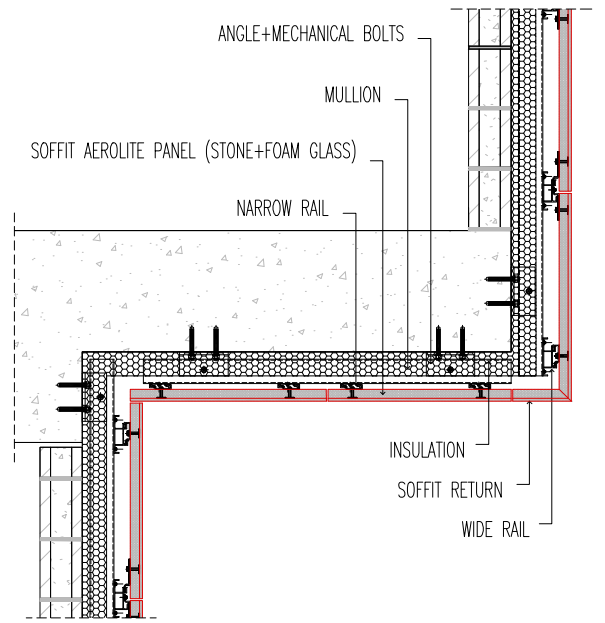 ANGLE+MECHANICAL BOLTS
MULLION
SOFFIT AEROLITE PANEL (STONE+FOAM GLASS)
NARROW RAIL
INSULATION
SOFFIT RETURN
WIDE RAIL